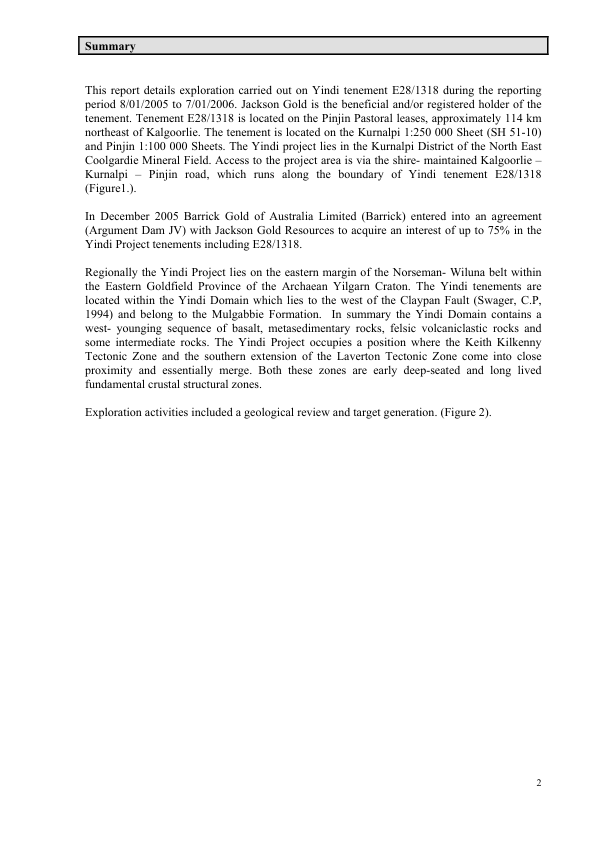 Summary
This report details exploration carried out on Yindi tenement E28/1318 during the reporting
period 8/01/2005 to 7/01/2006. Jackson Gold is the beneficial and/or registered holder of the
tenement. Tenement E28/1318 is located on the Pinjin Pastoral leases, approximately 114 km
northeast of Kalgoorlie. The tenement is located on the Kurnalpi 1:250 000 Sheet (SH 51-10)
and Pinjin 1:100 000 Sheets. The Yindi project lies in the Kurnalpi District of the North East
Coolgardie Mineral Field. Access to the project area is via the shire- maintained Kalgoorlie –
Kurnalpi – Pinjin road, which runs along the boundary of Yindi tenement E28/1318
(Figure1.).
In December 2005 Barrick Gold of Australia Limited (Barrick) entered into an agreement
(Argument Dam JV) with Jackson Gold Resources to acquire an interest of up to 75% in the
Yindi Project tenements including E28/1318.
Regionally the Yindi Project lies on the eastern margin of the Norseman- Wiluna belt within
the Eastern Goldfield Province of the Archaean Yilgarn Craton. The Yindi tenements are
located within the Yindi Domain which lies to the west of the Claypan Fault (Swager, C.P,
1994) and belong to the Mulgabbie Formation.  In summary the Yindi Domain contains a
west- younging sequence of basalt, metasedimentary rocks, felsic volcaniclastic rocks and
some intermediate rocks. The Yindi Project occupies a position where the Keith Kilkenny
Tectonic Zone and the southern extension of the Laverton Tectonic Zone come into close
proximity and essentially merge. Both these zones are early deep-seated and long lived
fundamental crustal structural zones.
Exploration activities included a geological review and target generation. (Figure 2).
2